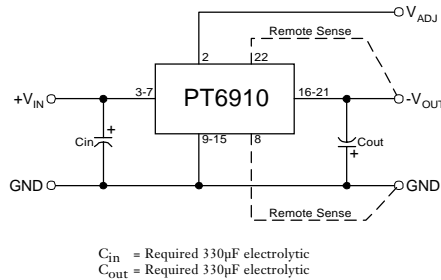 V_ADJ
Remote Sense
2 22
+V_IN 3-7 PT6910 16-21 -V_OUT
9-15 8
Cin + Cout +
GND GND
Remote Sense
C_in = Required 330µF electrolytic
C_out = Required 330µF electrolytic